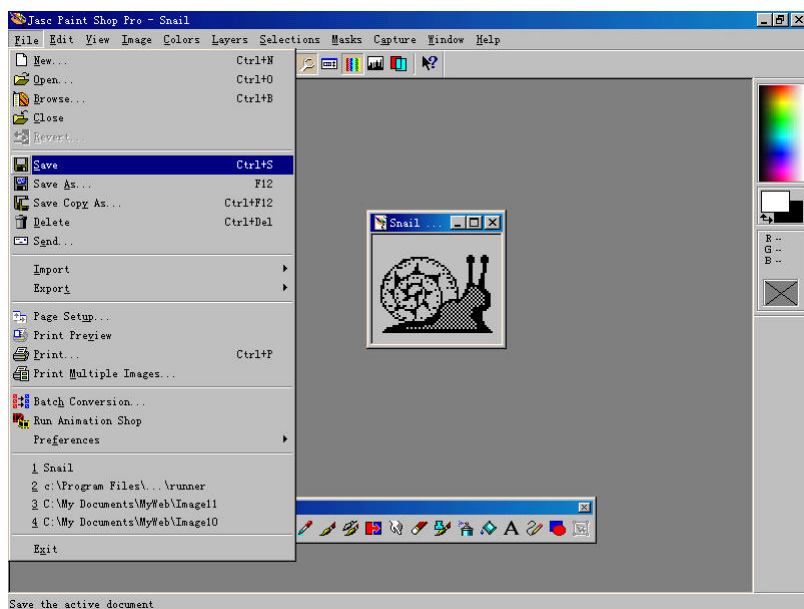 Jasc Paint Shop Pro - Snail
File Edit View Image Colors Layers Selections Masks Capture Window Help
New... Ctrl+N
Open... Ctrl+O
Browse... Ctrl+B
Close
Revert...
Save Ctrl+S
Save As... F12
Save Copy As... Ctrl+F12
Delete Ctrl+Del
Send...
Import
Export
Page Setup...
Print Preview
Print... Ctrl+P
Print Multiple Images...
Batch Conversion...
Run Animation Shop
Preferences
1 Snail
2 c:\Program Files\...\runner
3 C:\My Documents\MyWeb\Image11
4 C:\My Documents\MyWeb\Image10
Exit
Snail ...
R --
G --
B --
A
Save the active document